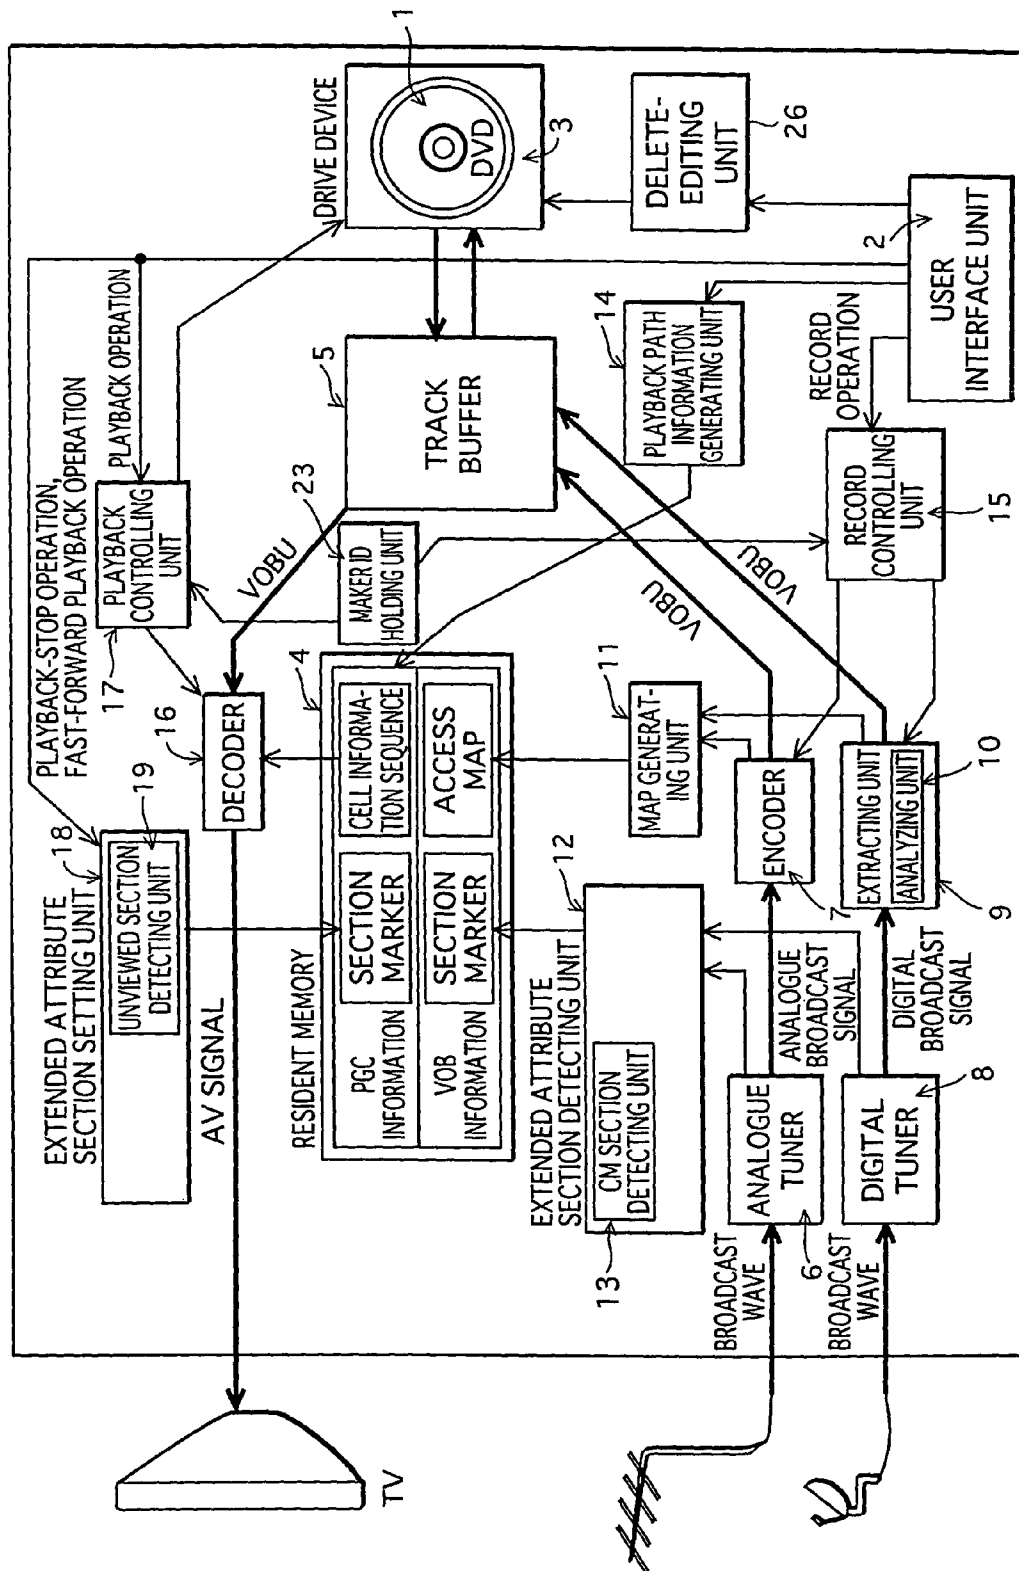 TV
EXTENDED ATTRIBUTE
SECTION SETTING UNIT
18
UNVIEWED SECTION
DETECTING UNIT
19
PLAYBACK-STOP OPERATION,
FAST-FORWARD PLAYBACK OPERATION
PLAYBACK OPERATION
PLAYBACK
CONTROLLING
UNIT
17
AV SIGNAL
DECODER
16
VOBU
DRIVE DEVICE
1
DVD
3
RESIDENT MEMORY
4
PGC
INFORMATION
SECTION
MARKER
CELL INFORMA-
TION SEQUENCE
VOB
INFORMATION
SECTION
MARKER
ACCESS
MAP
MAKER ID
HOLDING UNIT
23
TRACK
BUFFER
5
DELETE-
EDITING
UNIT
26
EXTENDED ATTRIBUTE
SECTION DETECTING UNIT
12
CM SECTION
DETECTING UNIT
13
MAP GENERAT-
ING UNIT
11
PLAYBACK PATH
INFORMATION
GENERATING UNIT
14
BROADCAST
WAVE
ANALOGUE
TUNER
6
ANALOGUE
BROADCAST
SIGNAL
ENCODER
7
VOBU
VOBU
RECORD
OPERATION
BROADCAST
WAVE
DIGITAL
TUNER
8
DIGITAL
BROADCAST
SIGNAL
EXTRACTING UNIT
ANALYZING UNIT
9
10
RECORD
CONTROLLING
UNIT
15
USER
INTERFACE UNIT
2